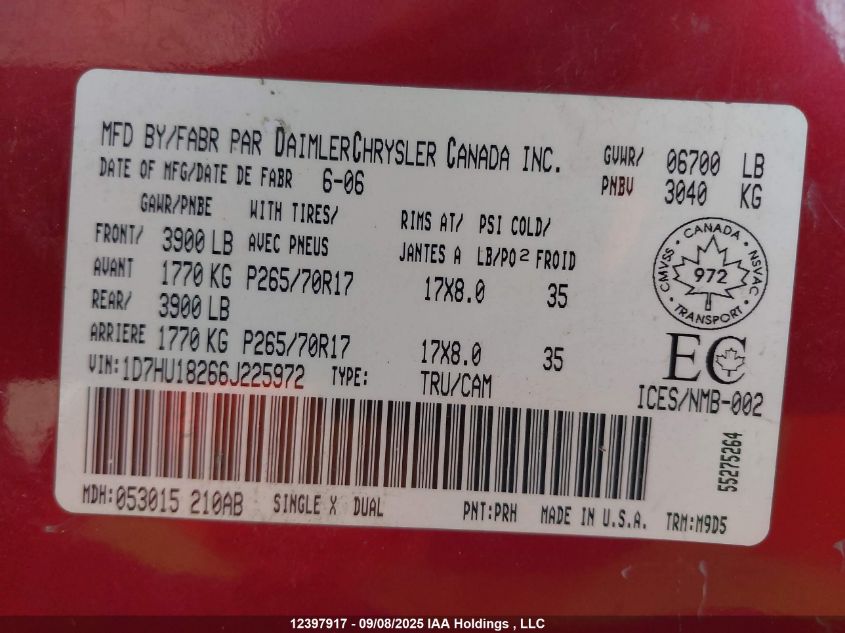 MFD BY/FABR PAR DAIMLERCHRYSLER CANADA INC.
DATE OF MFG/DATE DE FABR 6-06
GVWR/ 06700 LB
PNBV 3040 KG
GAWR/PNBE WITH TIRES/ RIMS AT/ PSI COLD/
FRONT/ 3900 LB AVEC PNEUS JANTES A LB/PO² FROID
AVANT 1770 KG P265/70R17 17X8.0 35
REAR/ 3900 LB
ARRIERE 1770 KG P265/70R17 17X8.0 35
CMVSS · CANADA · NSVAC
972
· TRANSPORT ·
EC
ICES/NMB-002
VIN:1D7HU18266J225972 TYPE: TRU/CAM
55275264
MDH:053015 210AB SINGLE X DUAL PNT:PRH MADE IN U.S.A. TRM:M9D5
12397917 - 09/08/2025 IAA Holdings , LLC